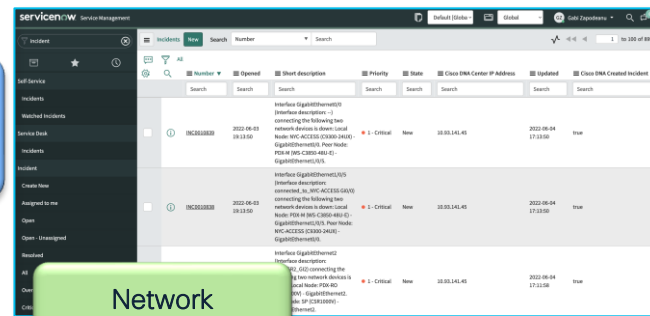 servicenow Service Management
Default (Globa
Global
GZ Gabi Zapodeanu
incident
Self-Service
Incidents
Watched Incidents
Service Desk
Incidents
Incident
Create New
Assigned to me
Open
Open - Unassigned
Resolved
All
Incidents New Search Number Search
1 to 100 of
All
Number Opened Short description Priority State Cisco DNA Center IP Address Updated Cisco DNA Created Incident
Search Search Search Search Search Search Search Search
2022-06-03
19:13:50
Interface GigabitEthernet1/0
(Interface description: --)
connecting the following two
network devices is down: Local
Node: NYC-ACCESS (C9300-24UX) -
GigabitEthernet1/0. Peer Node:
PDX-M (WS-C3850-48U-E) -
GigabitEthernet1/0/5.
1 - Critical New 10.93.141.45
2022-06-04
17:13:50
true
2022-06-03
19:13:50
Interface GigabitEthernet1/0/5
(Interface description:
connected_to_NYC-ACCESS Gi0/0)
connecting the following two
network devices is down: Local
Node: PDX-M (WS-C3850-48U-E) -
GigabitEthernet1/0/5. Peer Node:
NYC-ACCESS (C9300-24UX) -
GigabitEthernet1/0.
1 - Critical New 10.93.141.45
2022-06-04
17:13:50
true
Interface GigabitEthernet2
(Interface description:
connecting the
two network devices is
Local Node: PDX-RO
- GigabitEthernet2.
SP (CSR1000V) -
1 - Critical New 10.93.141.45
2022-06-04
17:11:50
true
Network